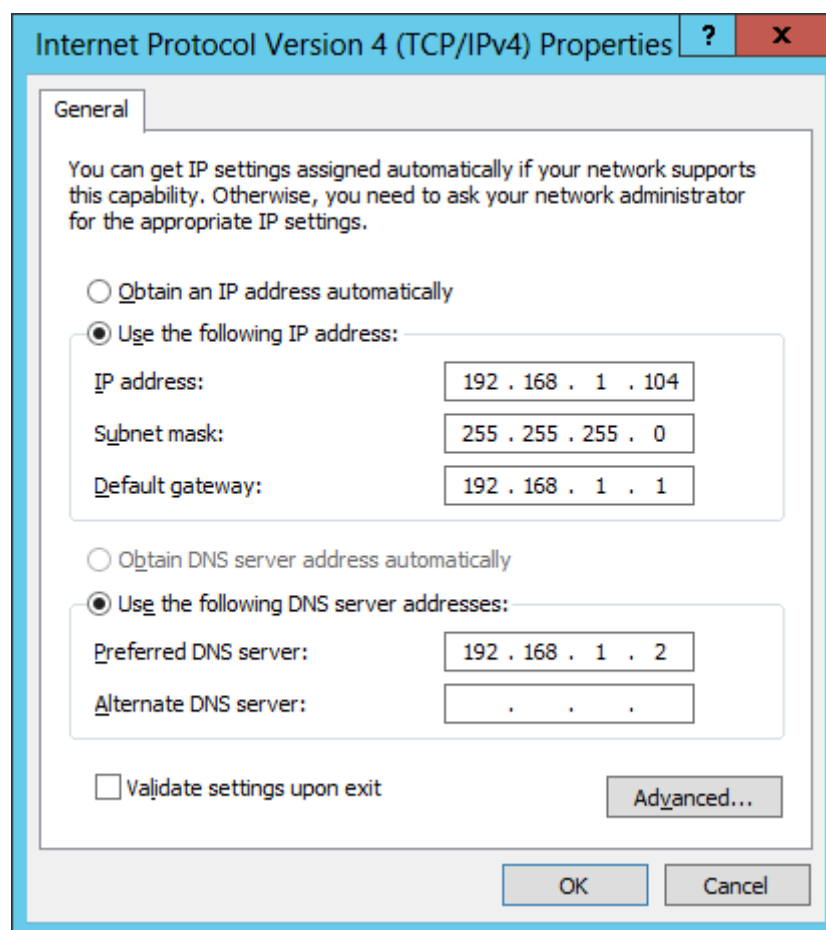 Internet Protocol Version 4 (TCP/IPv4) Properties ? x
General
You can get IP settings assigned automatically if your network supports
this capability. Otherwise, you need to ask your network administrator
for the appropriate IP settings.
Obtain an IP address automatically
Use the following IP address:
IP address: 192 . 168 . 1 . 104
Subnet mask: 255 . 255 . 255 . 0
Default gateway: 192 . 168 . 1 . 1
Obtain DNS server address automatically
Use the following DNS server addresses:
Preferred DNS server: 192 . 168 . 1 . 2
Alternate DNS server: . . .
Validate settings upon exit
Advanced...
OK Cancel